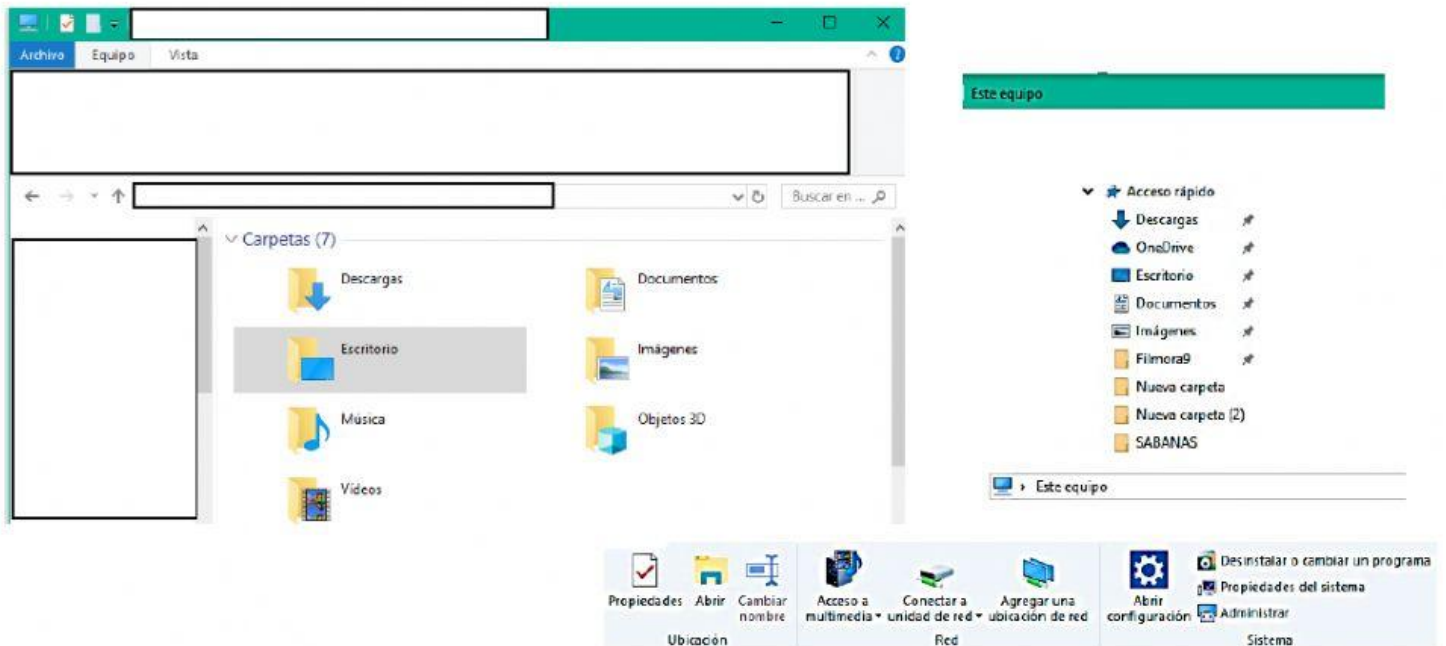 Archivo Equipo Vista
Buscar en ...
Carpetas (7)
Descargas
Documentos
Escritorio
Imágenes
Música
Objetos 3D
Vídeos
Este equipo
Acceso rápido
Descargas
OneDrive
Escritorio
Documentos
Imágenes
Filmora9
Nueva carpeta
Nueva carpeta (2)
SABANAS
Este equipo
Propiedades
Abrir
Cambiar
nombre
Ubicación
Acceso a
multimedia
Conectar a
unidad de red
Agregar una
ubicación de red
Red
Abrir
configuración
Desinstalar o cambiar un programa
Propiedades del sistema
Administrar
Sistema